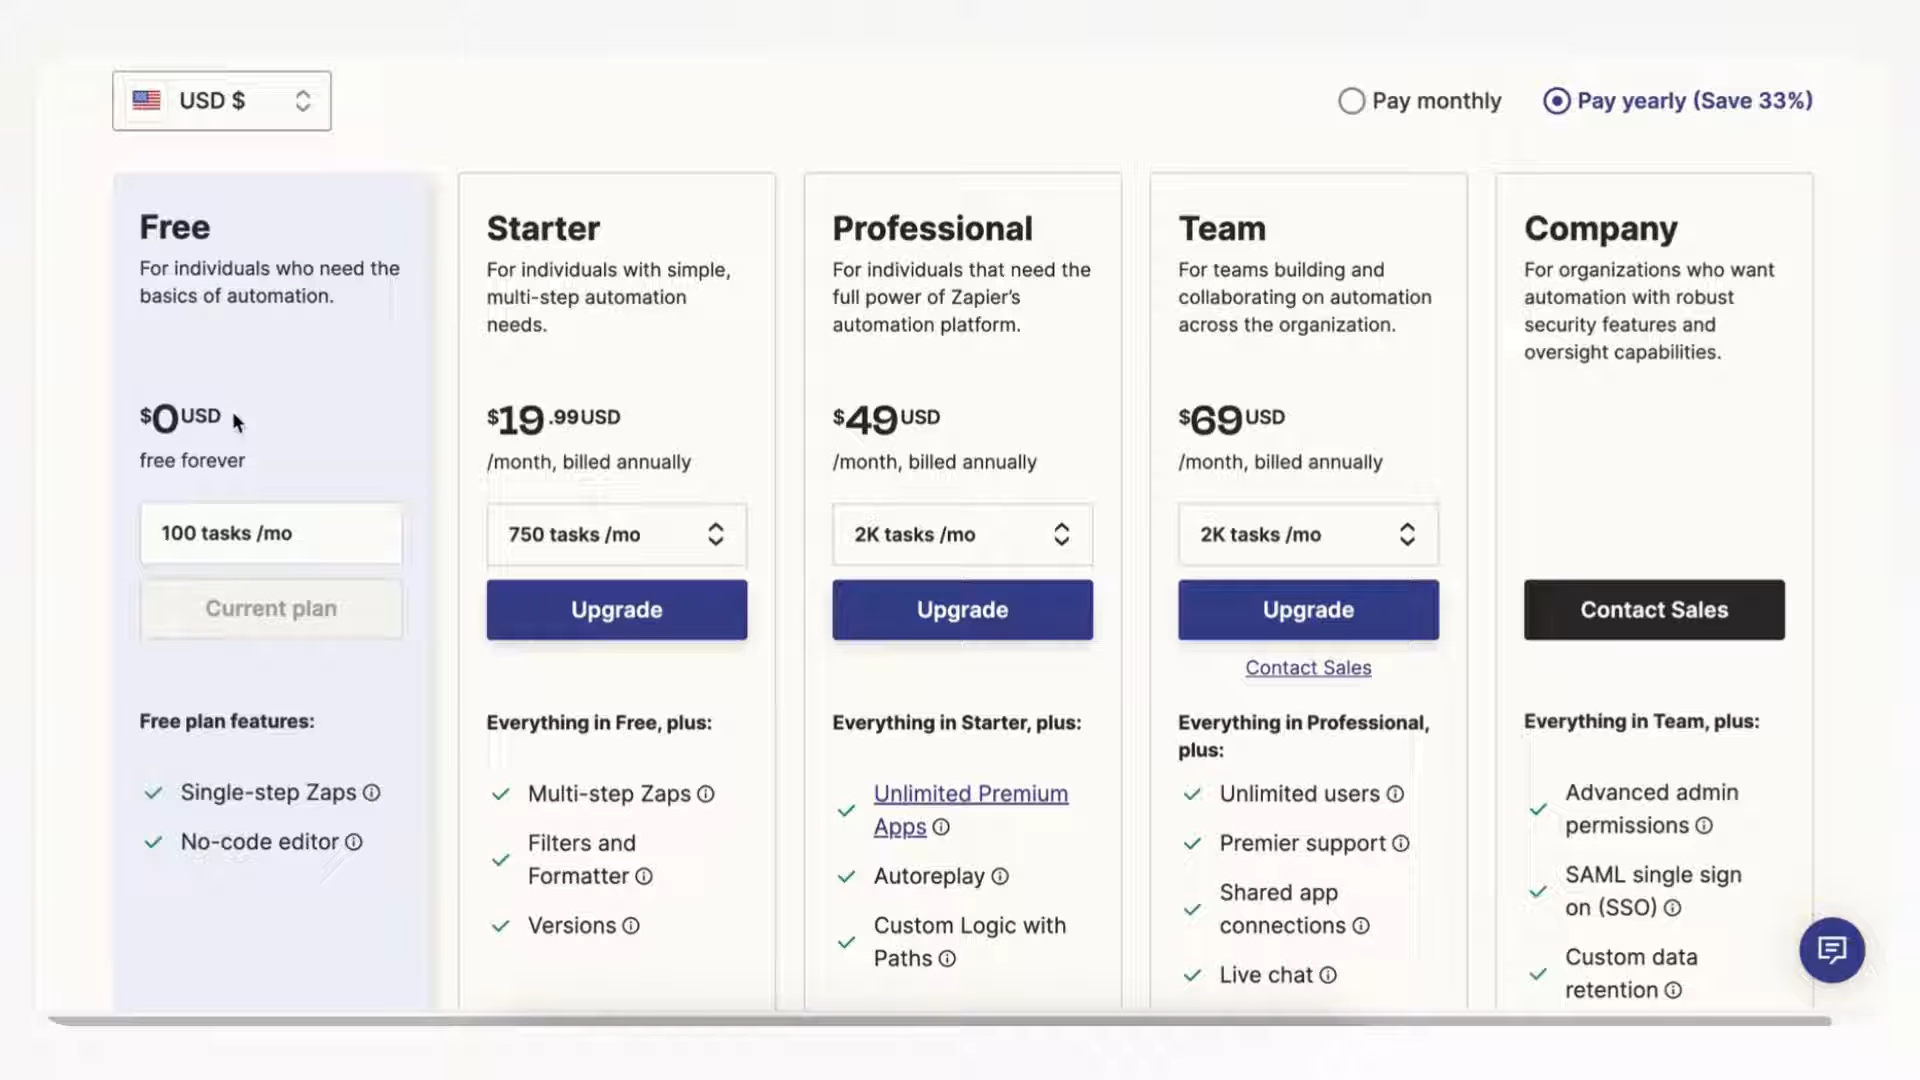 USD $
Pay monthly
Pay yearly (Save 33%)
Free
For individuals who need the
basics of automation.
$0 USD
free forever
100 tasks /mo
Current plan
Free plan features:
Single-step Zaps
No-code editor
Starter
For individuals with simple,
multi-step automation
needs.
$19.99 USD
/month, billed annually
750 tasks /mo
Upgrade
Everything in Free, plus:
Multi-step Zaps
Filters and
Formatter
Versions
Professional
For individuals that need the
full power of Zapier’s
automation platform.
$49 USD
/month, billed annually
2K tasks /mo
Upgrade
Everything in Starter, plus:
Unlimited Premium
Apps
Autoreplay
Custom Logic with
Paths
Team
For teams building and
collaborating on automation
across the organization.
$69 USD
/month, billed annually
2K tasks /mo
Upgrade
Contact Sales
Everything in Professional,
plus:
Unlimited users
Premier support
Shared app
connections
Live chat
Company
For organizations who want
automation with robust
security features and
oversight capabilities.
Contact Sales
Everything in Team, plus:
Advanced admin
permissions
SAML single sign
on (SSO)
Custom data
retention